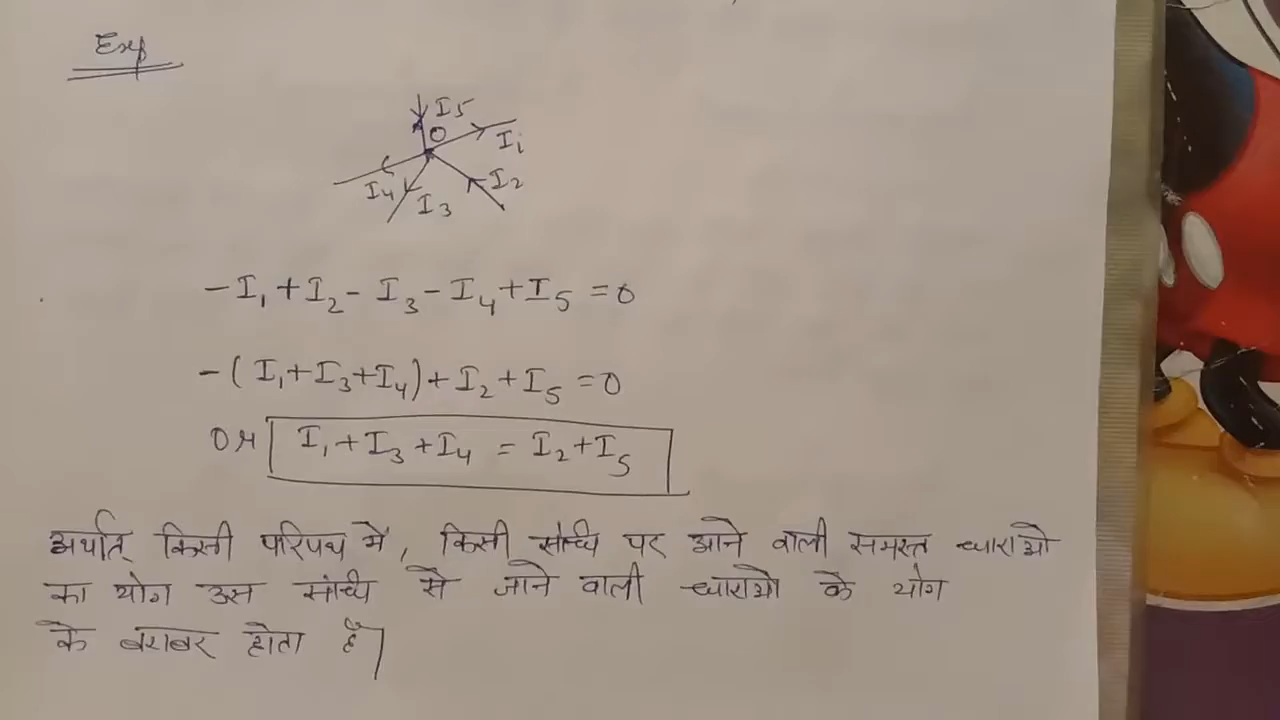 Exp
I5
O
I1
I2
I4
I3
-I₁+I₂-I₃-I₄+I₅=0
-(I₁+I₃+I₄)+I₂+I₅=0
or I₁+I₃+I₄ = I₂+I₅
अर्थात् किसी परिपथ में, किसी संन्धि पर आने वाली समस्त धाराओ
का योग उस संन्धि से जाने वाली धाराओ के योग
के बराबर होता है।